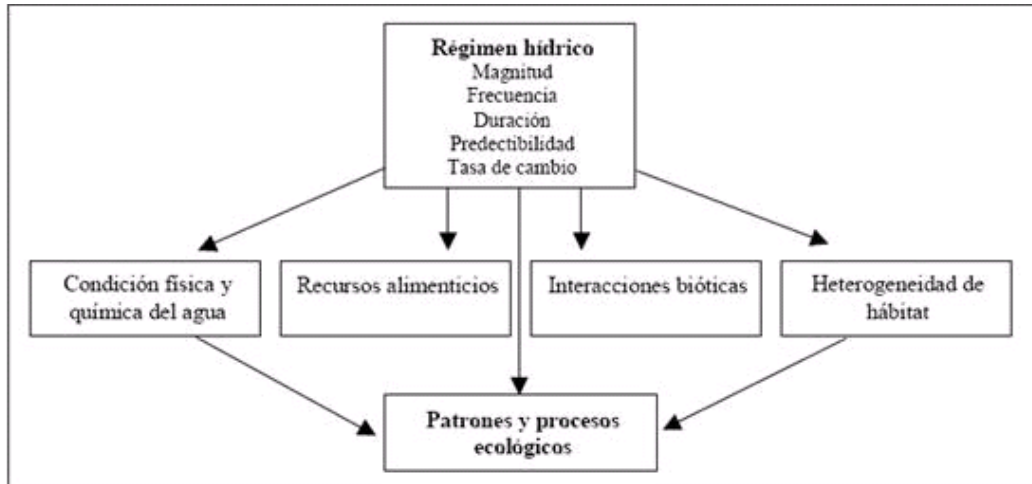 Régimen hídrico
Magnitud
Frecuencia
Duración
Predectibilidad
Tasa de cambio
Condición física y
química del agua
Recursos alimenticios
Interacciones bióticas
Heterogeneidad de
hábitat
Patrones y procesos
ecológicos